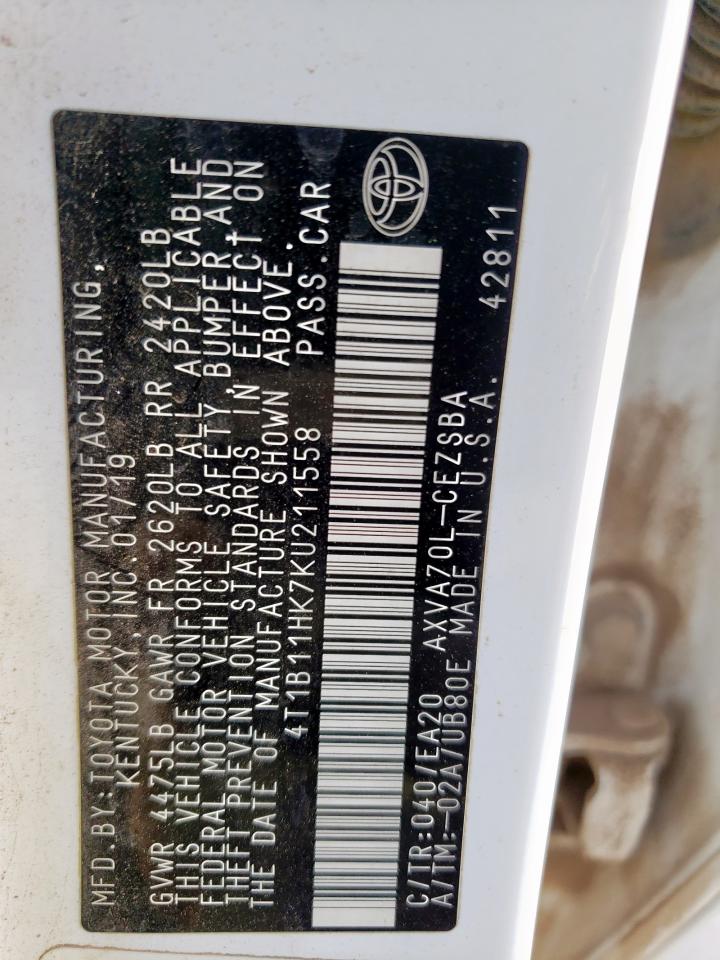 MFD.BY:TOYOTA MOTOR MANUFACTURING,
KENTUCKY,INC.01/19
GVWR 4475LB GAWR FR 2620LB RR 2420LB
THIS VEHICLE CONFORMS TO ALL APPLICABLE
FEDERAL MOTOR VEHICLE SAFETY,BUMPER,AND
THEFT PREVENTION STANDARDS IN EFFECT ON
THE DATE OF MANUFACTURE SHOWN ABOVE.
4T1B11HK7KU211558 PASS.CAR
C/TR:040/EA20 AXVA70L-CEZSBA
A/TM:-02A/UB80E MADE IN U.S.A. 42811